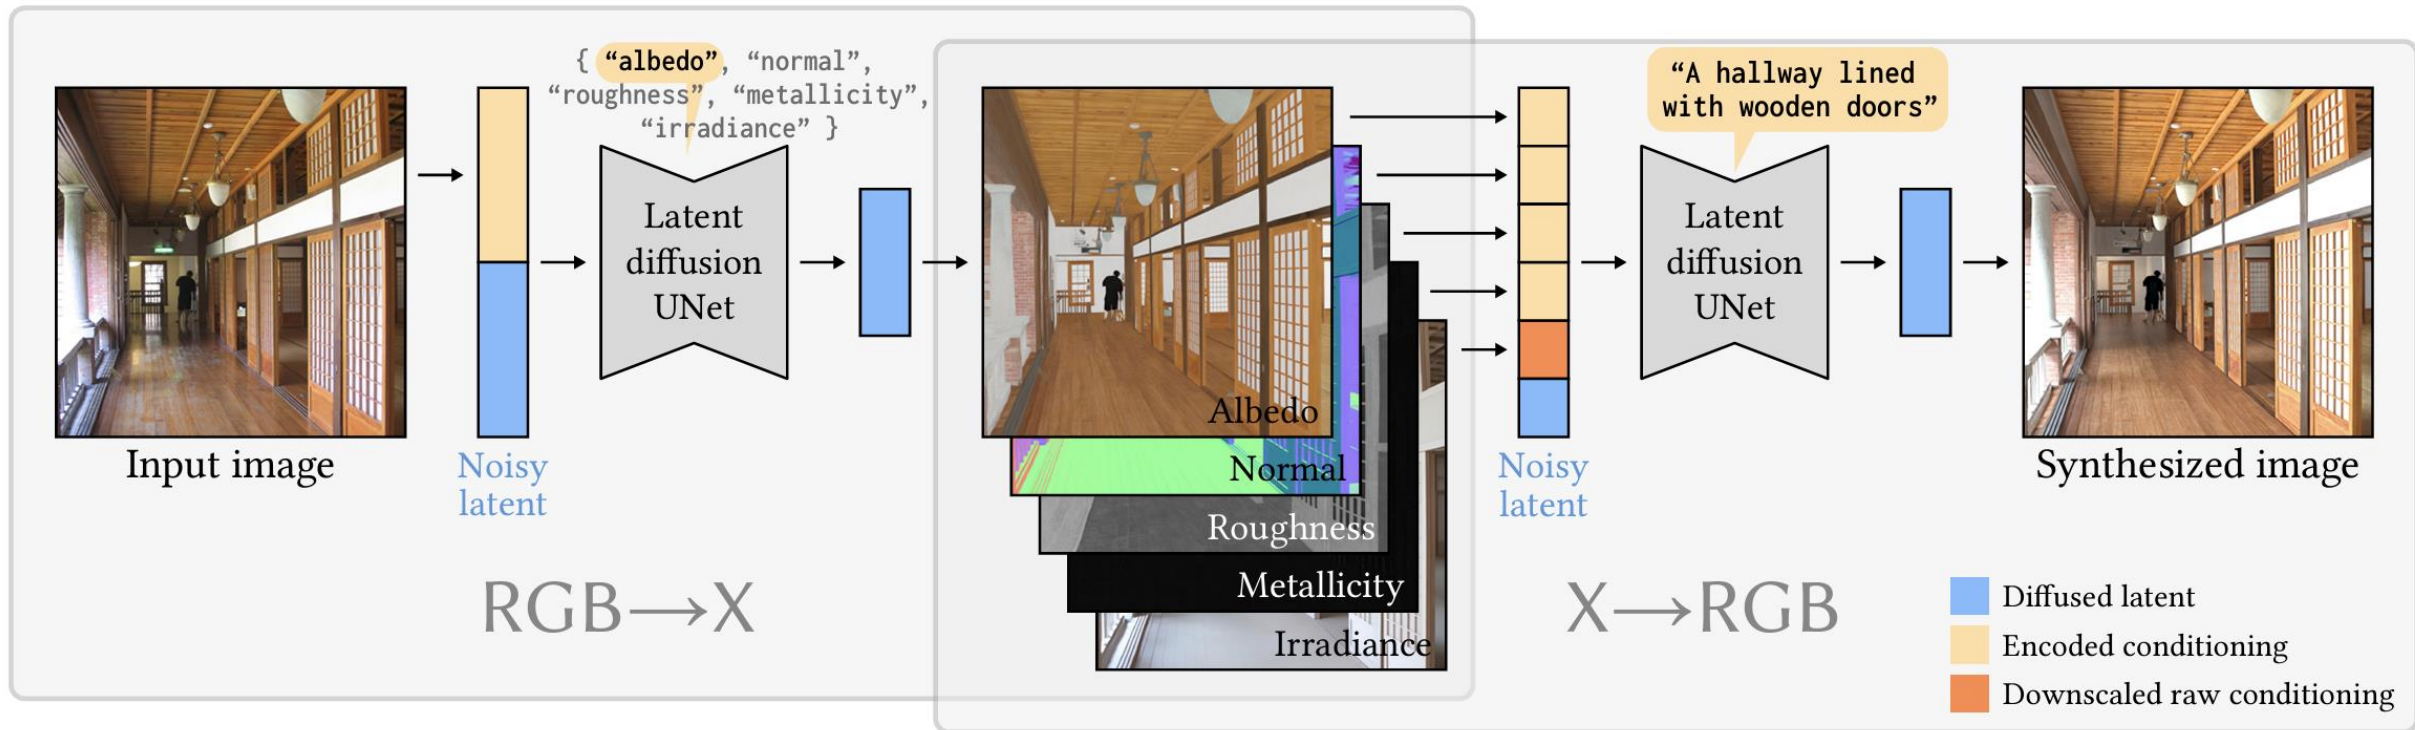 { “albedo”, “normal”,
“roughness”, “metallicity”,
“irradiance” }
Latent
diffusion
UNet
Input image
Noisy
latent
RGB→X
Albedo
Normal
Roughness
Metallicity
Irradiance
“A hallway lined
with wooden doors”
Latent
diffusion
UNet
Noisy
latent
Synthesized image
X→RGB
Diffused latent
Encoded conditioning
Downscaled raw conditioning